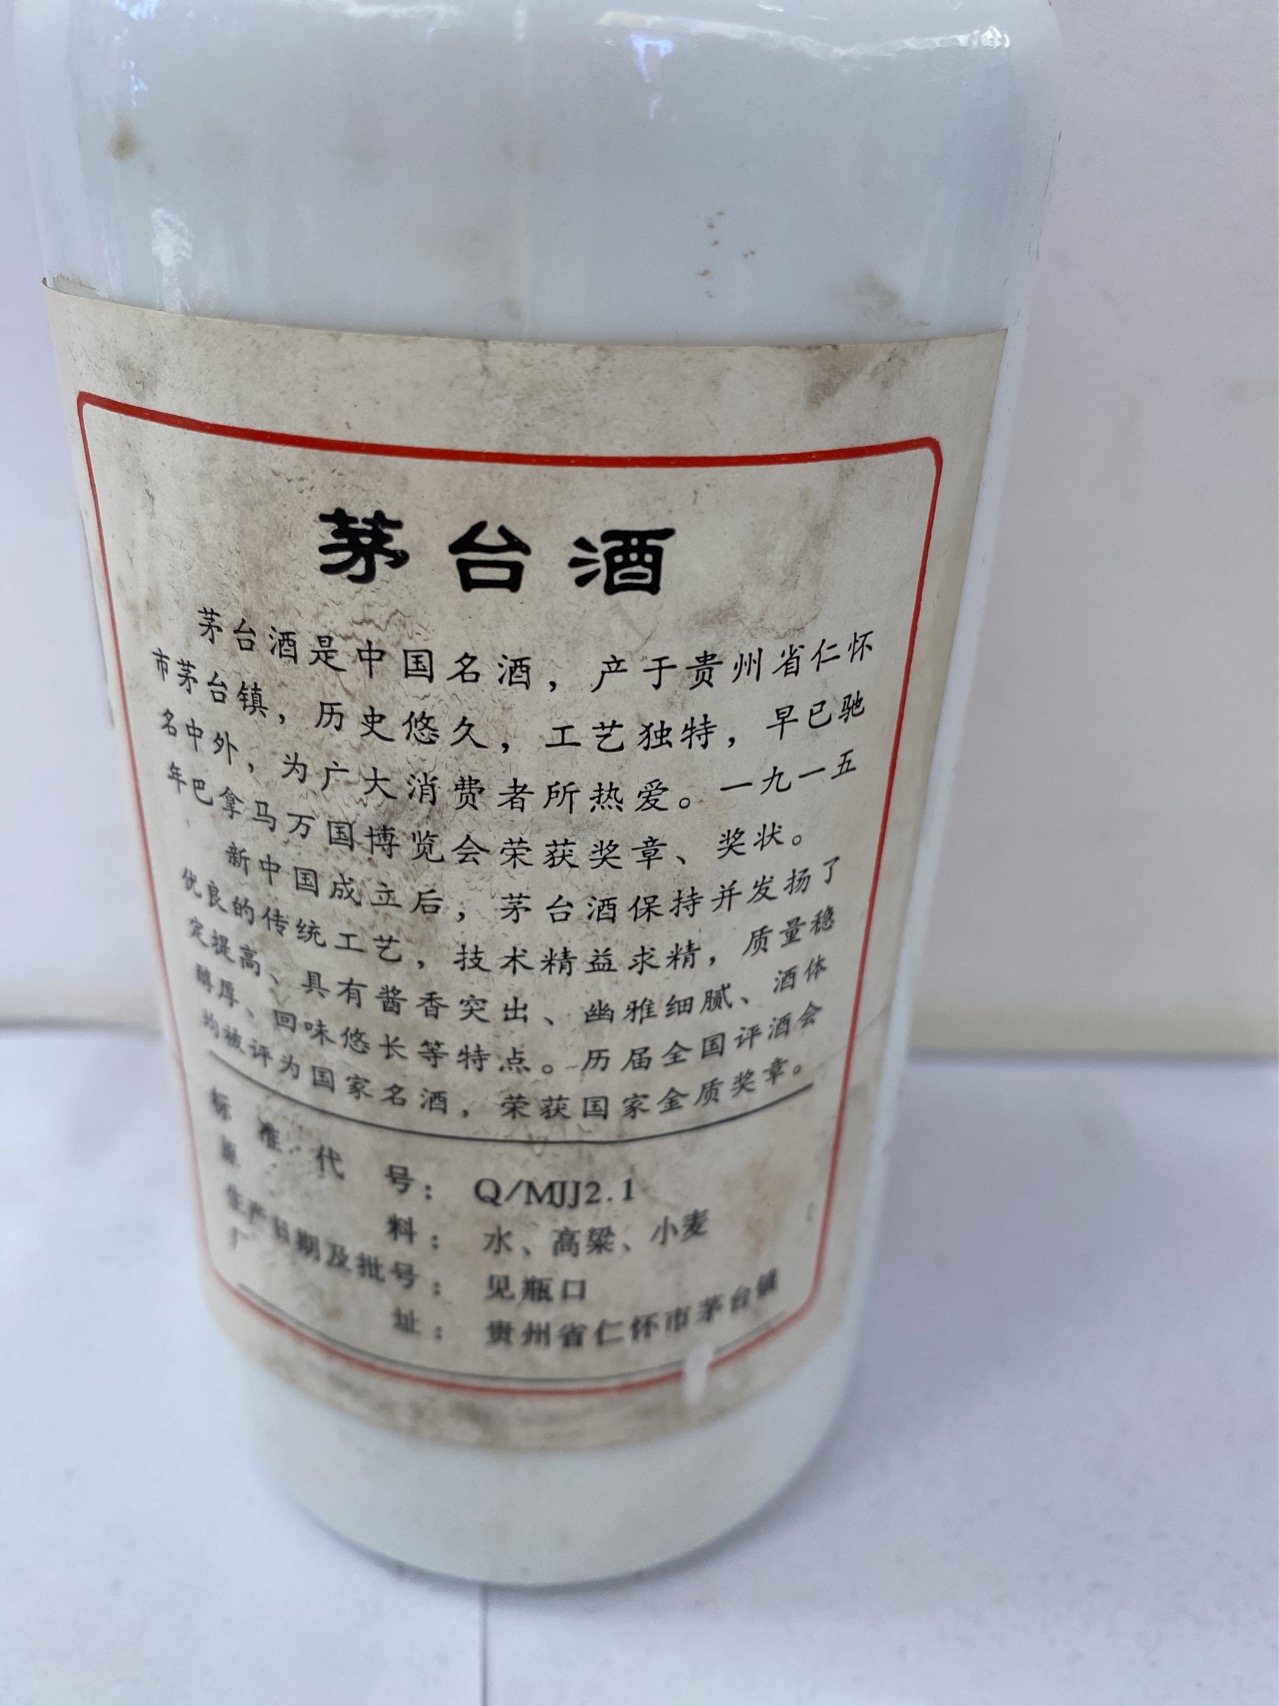 茅台酒
茅台酒是中国名酒，产于贵州省仁怀
市茅台镇，历史悠久，工艺独特，早已驰
名中外，为广大消费者所热爱。一九一五
年巴拿马万国博览会荣获奖章、奖状。
新中国成立后，茅台酒保持并发扬了
优良的传统工艺，技术精益求精，质量稳
定提高、具有酱香突出、幽雅细腻、酒体
醇厚、回味悠长等特点。历届全国评酒会
均被评为国家名酒，荣获国家金质奖章。
标准代号：Q/MJJ2.1
原料：水、高粱、小麦
生产日期及批号：见瓶口
厂址：贵州省仁怀市茅台镇